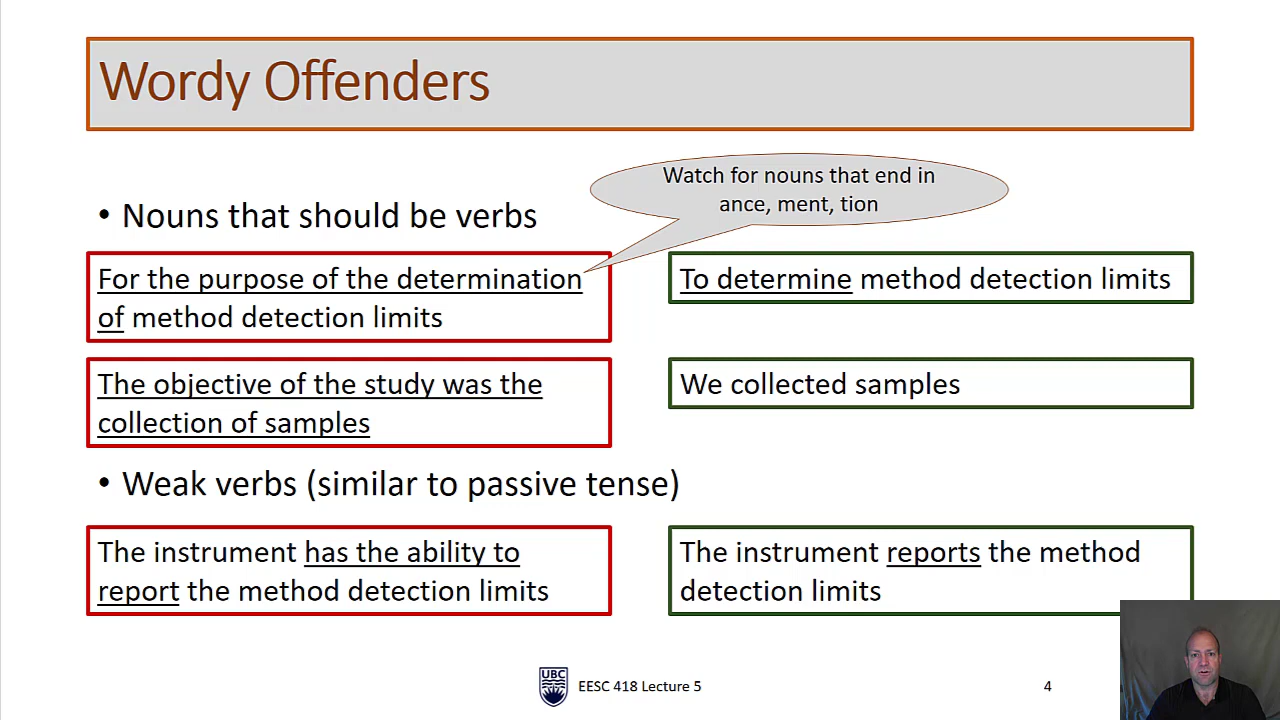 Wordy Offenders
Watch for nouns that end in
ance, ment, tion
• Nouns that should be verbs
For the purpose of the determination
of method detection limits
To determine method detection limits
The objective of the study was the
collection of samples
We collected samples
• Weak verbs (similar to passive tense)
The instrument has the ability to
report the method detection limits
The instrument reports the method
detection limits
UBC
EESC 418 Lecture 5
4